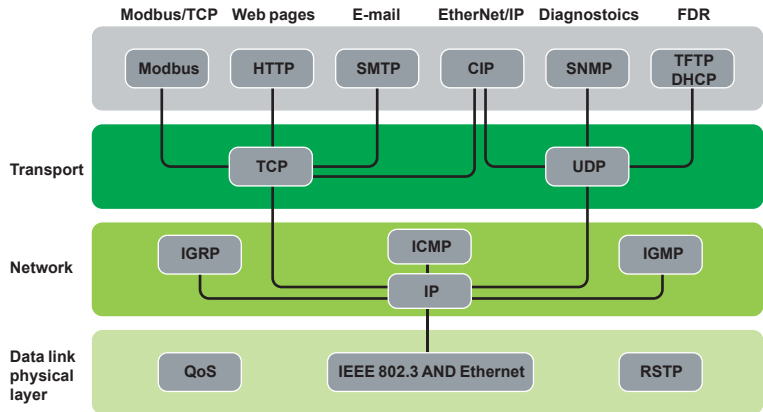 Modbus/TCP Web pages E-mail EtherNet/IP Diagnostoics FDR
Modbus HTTP SMTP CIP SNMP TFTP
DHCP
Transport TCP UDP
Network IGRP ICMP IGMP
IP
Data link
physical
layer
QoS IEEE 802.3 AND Ethernet RSTP